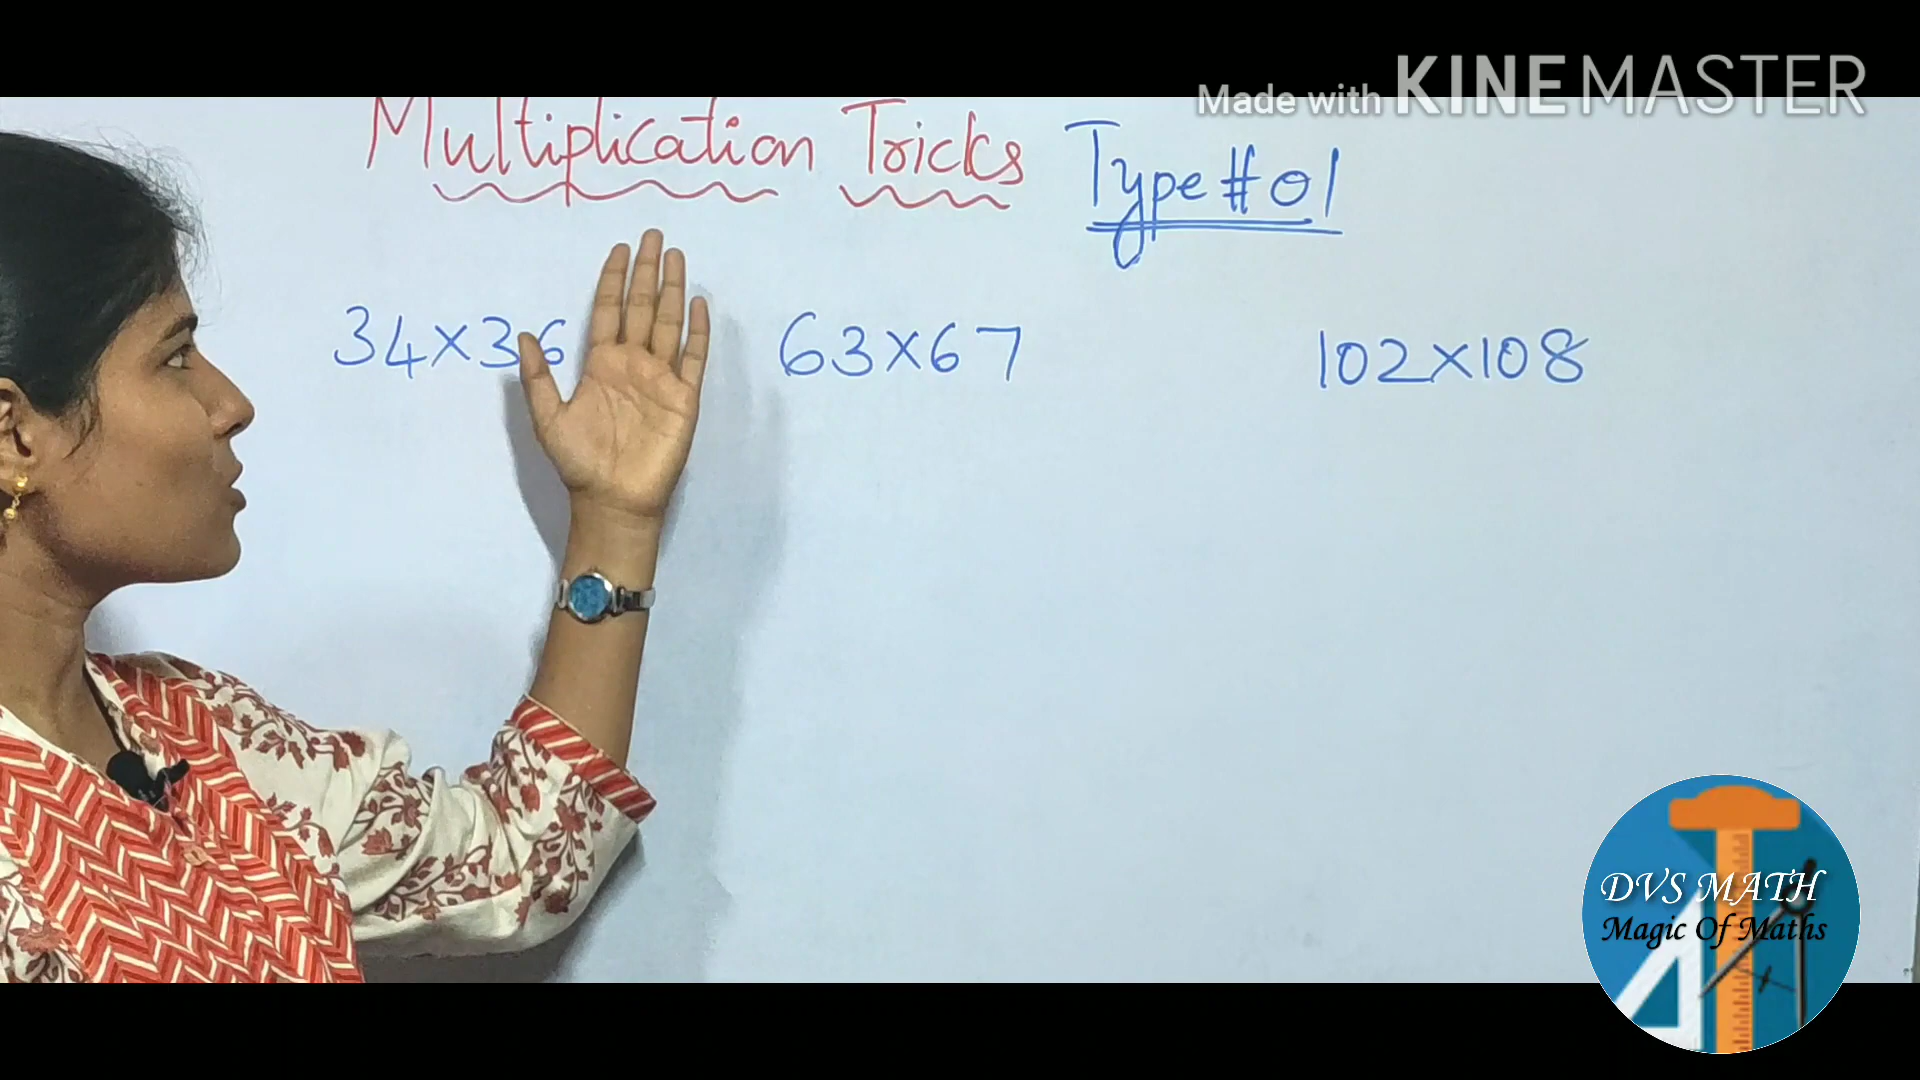 Made with KINEMASTER
Multiplication Tricks Type # 01
34×36 63×67 102×108
DVS MATH
Magic Of Maths